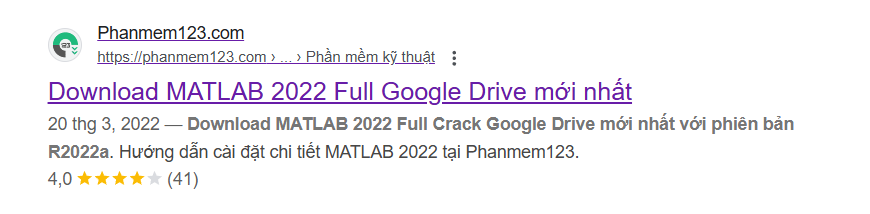 Phanmem123.com
https://phanmem123.com › ... › Phần mềm kỹ thuật
Download MATLAB 2022 Full Google Drive mới nhất
20 thg 3, 2022 — Download MATLAB 2022 Full Crack Google Drive mới nhất với phiên bản
R2022a. Hướng dẫn cài đặt chi tiết MATLAB 2022 tại Phanmem123.
4,0 ★★★★★ (41)